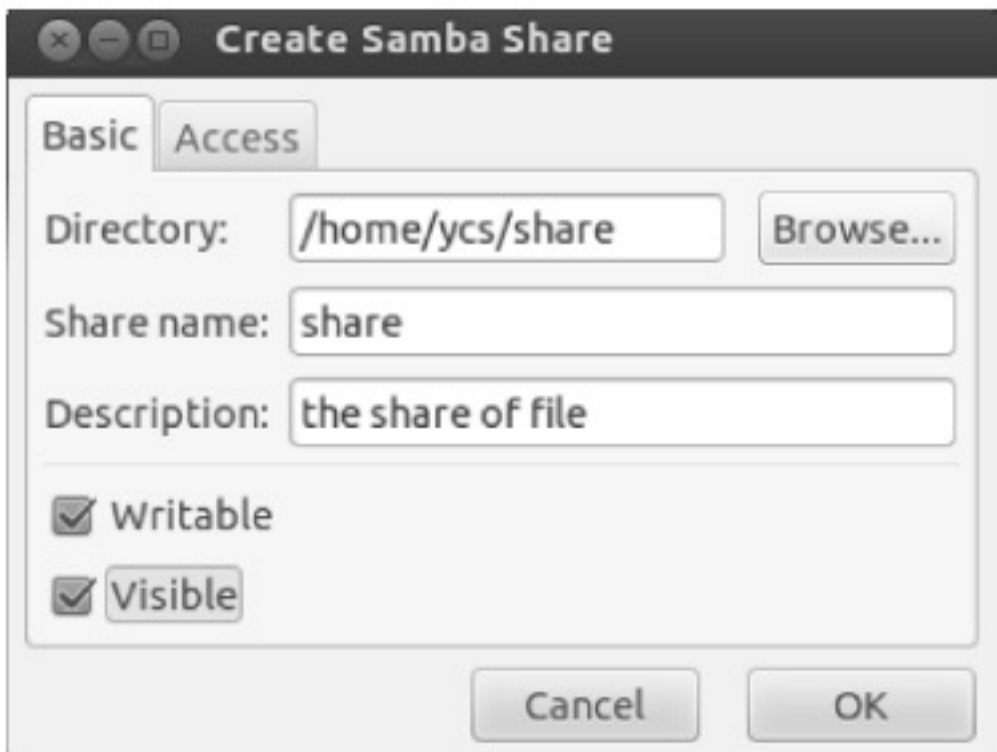 Create Samba Share
Basic
Access
Directory: /home/ycs/share Browse...
Share name: share
Description: the share of file
Writable
Visible
Cancel OK